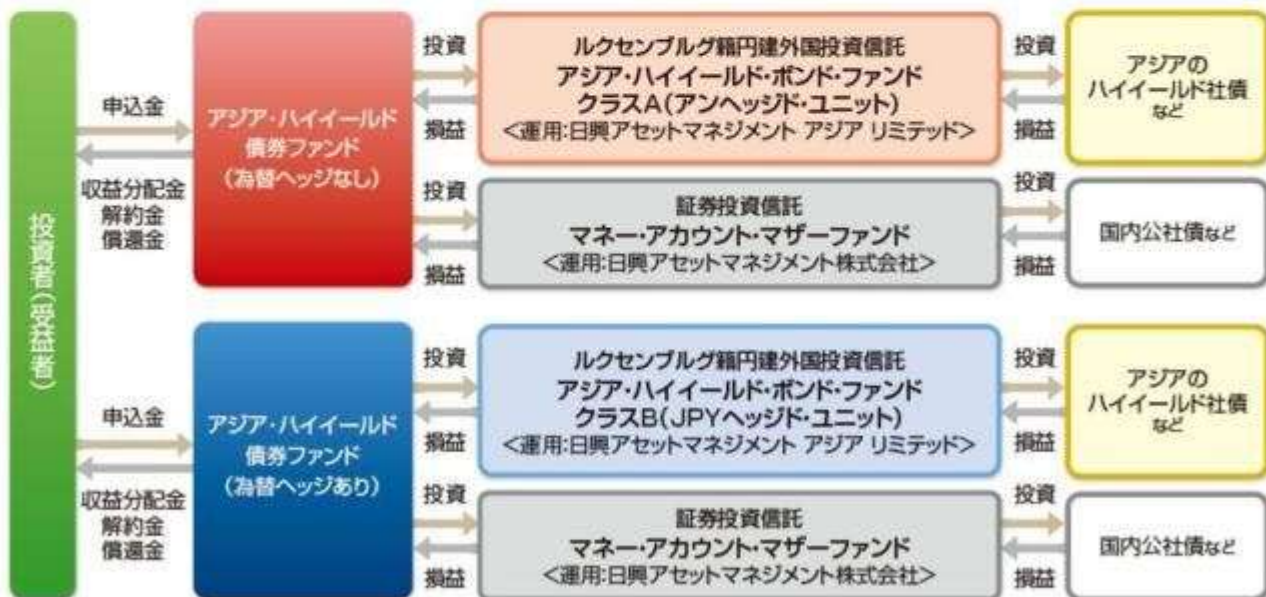 投資者(受益者)
申込金
収益分配金
解約金
償還金
アジア・ハイイールド
債券ファンド
(為替ヘッジなし)
投資
損益
ルクセンブルグ籍円建外国投資信託
アジア・ハイイールド・ボンド・ファンド
クラスA(アンヘッジド・ユニット)
<運用:日興アセットマネジメント アジア リミテッド>
投資
損益
アジアの
ハイイールド社債
など
投資
損益
証券投資信託
マネー・アカウント・マザーファンド
<運用:日興アセットマネジメント株式会社>
投資
損益
国内公社債など
申込金
収益分配金
解約金
償還金
アジア・ハイイールド
債券ファンド
(為替ヘッジあり)
投資
損益
ルクセンブルグ籍円建外国投資信託
アジア・ハイイールド・ボンド・ファンド
クラスB(JPYヘッジド・ユニット)
<運用:日興アセットマネジメント アジア リミテッド>
投資
損益
アジアの
ハイイールド社債
など
投資
損益
証券投資信託
マネー・アカウント・マザーファンド
<運用:日興アセットマネジメント株式会社>
投資
損益
国内公社債など